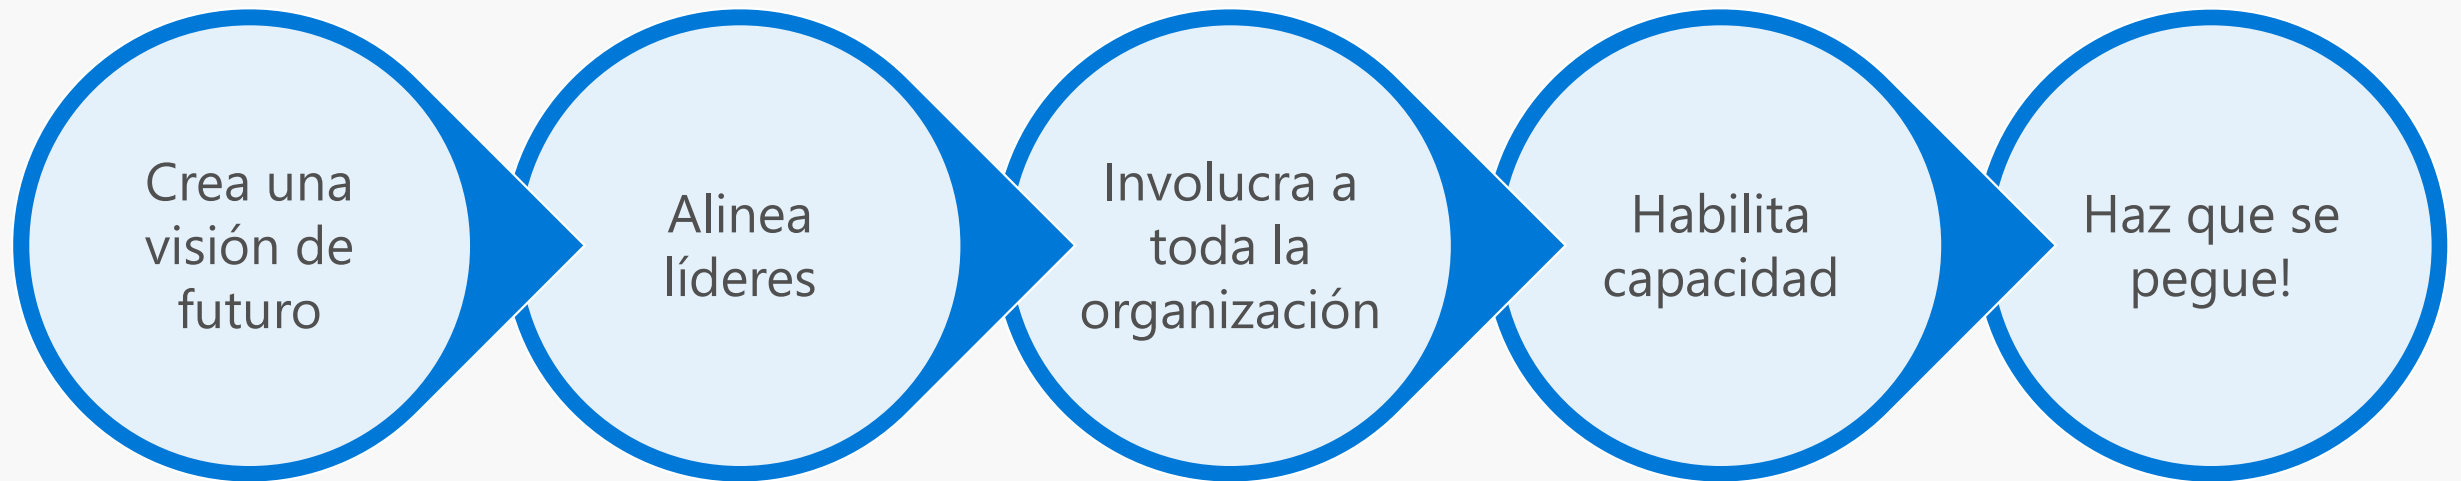 Crea una
visión de
futuro
Alinea
líderes
Involucra a
toda la
organización
Habilita
capacidad
Haz que se
pegue!